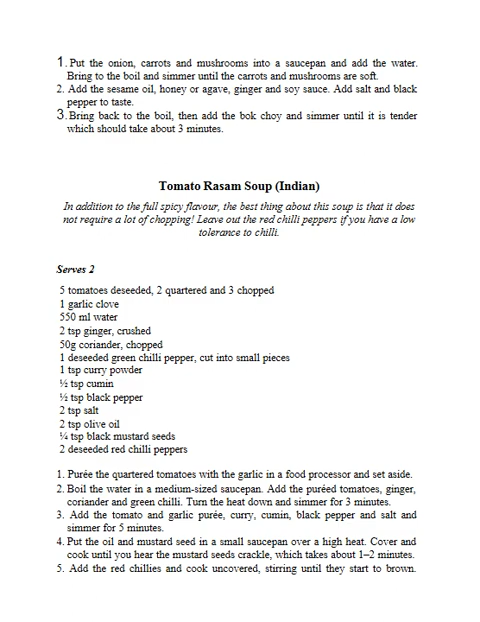 1. Put the onion, carrots and mushrooms into a saucepan and add the water.
Bring to the boil and simmer until the carrots and mushrooms are soft.
2. Add the sesame oil, honey or agave, ginger and soy sauce. Add salt and black
pepper to taste.
3. Bring back to the boil, then add the bok choy and simmer until it is tender
which should take about 3 minutes.
Tomato Rasam Soup (Indian)
In addition to the full spicy flavour, the best thing about this soup is that it does
not require a lot of chopping! Leave out the red chilli peppers if you have a low
tolerance to chilli.
Serves 2
5 tomatoes deseeded, 2 quartered and 3 chopped
1 garlic clove
550 ml water
2 tsp ginger, crushed
50g coriander, chopped
1 deseeded green chilli pepper, cut into small pieces
1 tsp curry powder
½ tsp cumin
½ tsp black pepper
2 tsp salt
2 tsp olive oil
¼ tsp black mustard seeds
2 deseeded red chilli peppers
1. Purée the quartered tomatoes with the garlic in a food processor and set aside.
2. Boil the water in a medium-sized saucepan. Add the puréed tomatoes, ginger,
coriander and green chilli. Turn the heat down and simmer for 3 minutes.
3. Add the tomato and garlic purée, curry, cumin, black pepper and salt and
simmer for 5 minutes.
4. Put the oil and mustard seed in a small saucepan over a high heat. Cover and
cook until you hear the mustard seeds crackle, which takes about 1–2 minutes.
5. Add the red chillies and cook uncovered, stirring until they start to brown.